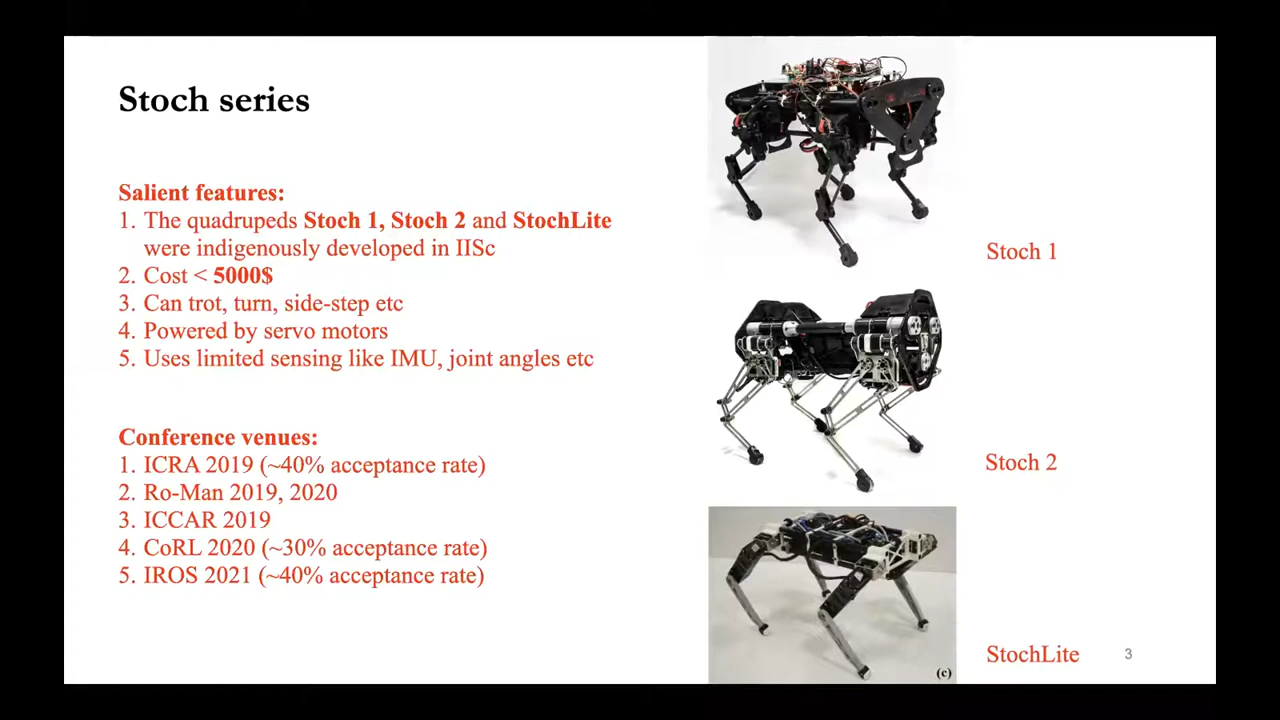 Stoch series
Salient features:
1. The quadrupeds Stoch 1, Stoch 2 and StochLite
were indigenously developed in IISc
2. Cost < 5000$
3. Can trot, turn, side-step etc
4. Powered by servo motors
5. Uses limited sensing like IMU, joint angles etc
Conference venues:
1. ICRA 2019 (~40% acceptance rate)
2. Ro-Man 2019, 2020
3. ICCAR 2019
4. CoRL 2020 (~30% acceptance rate)
5. IROS 2021 (~40% acceptance rate)
Stoch 1
Stoch 2
(c)
StochLite
3